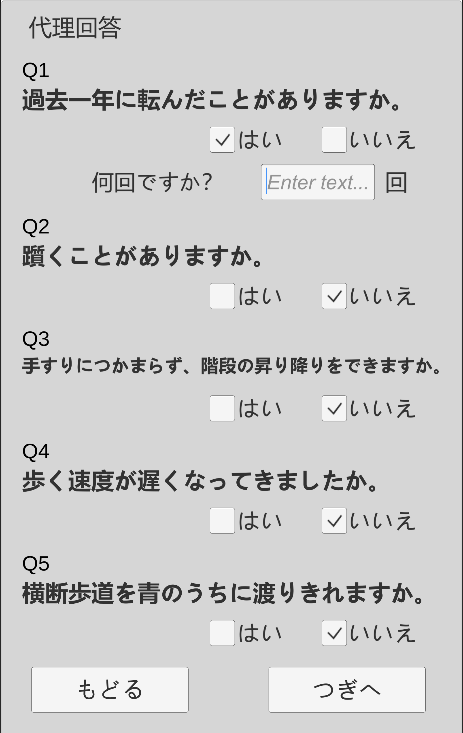 代理回答
Q1
過去一年に転んだことがありますか。
はい いいえ
何回ですか? Enter text... 回
Q2
躓くことがありますか。
はい いいえ
Q3
手すりにつかまらず、階段の昇り降りをできますか。
はい いいえ
Q4
歩く速度が遅くなってきましたか。
はい いいえ
Q5
横断歩道を青のうちに渡りきれますか。
はい いいえ
もどる つぎへ